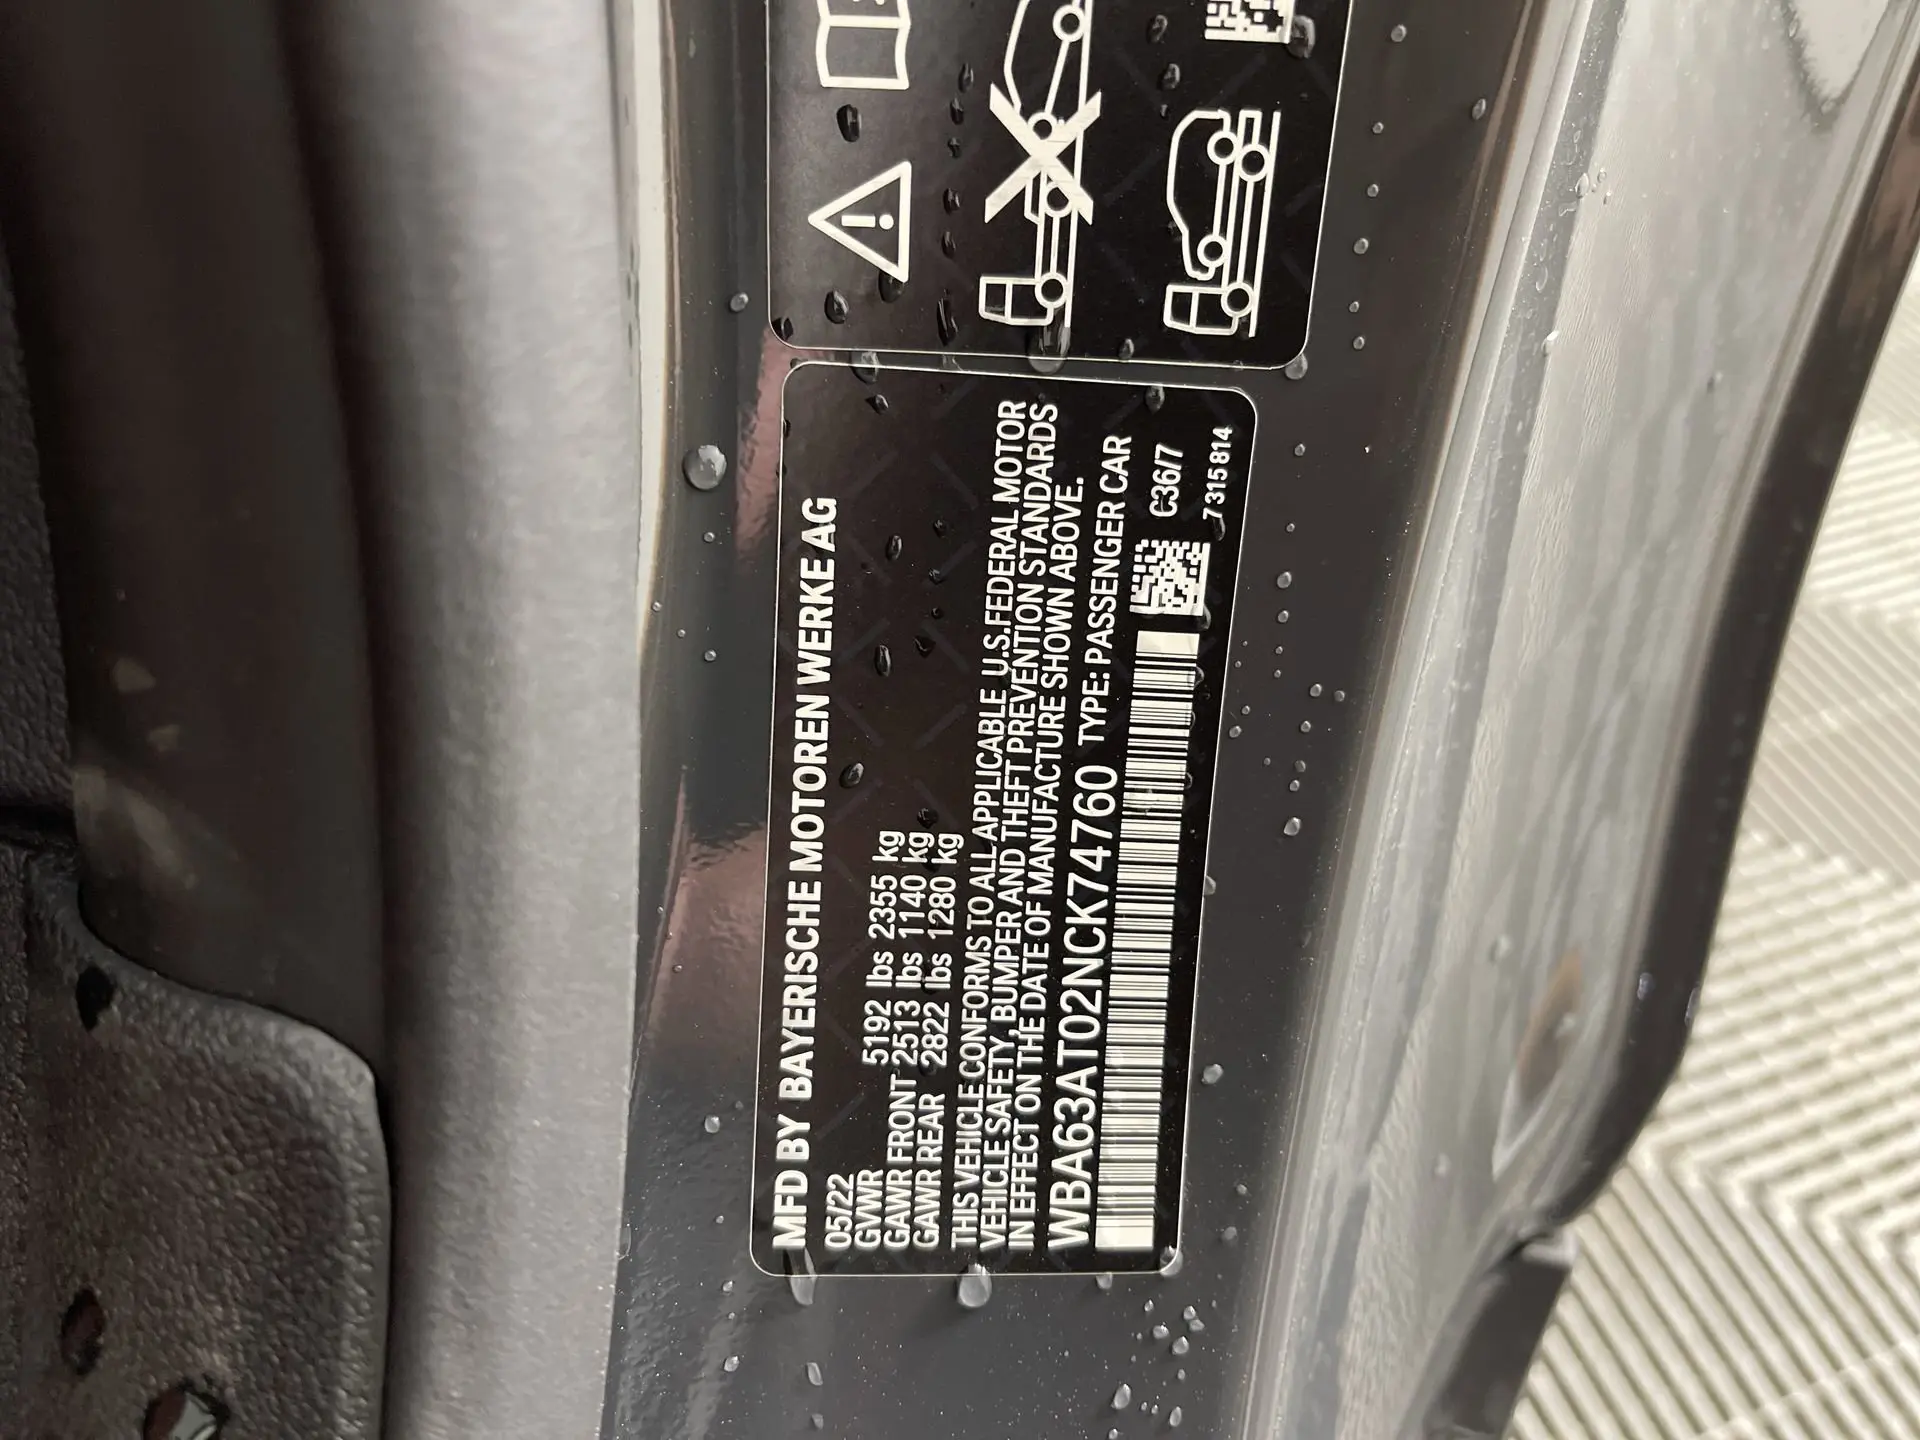 MFD BY BAYERISCHE MOTOREN WERKE AG
05/22
GVWR 5192 lbs 2355 kg
GAWR FRONT 2513 lbs 1140 kg
GAWR REAR 2822 lbs 1280 kg
THIS VEHICLE CONFORMS TO ALL APPLICABLE U.S.FEDERAL MOTOR
VEHICLE SAFETY, BUMPER AND THEFT PREVENTION STANDARDS
IN EFFECT ON THE DATE OF MANUFACTURE SHOWN ABOVE.
WBA63AT02NCK74760 TYPE: PASSENGER CAR
C36/7
7 315 814